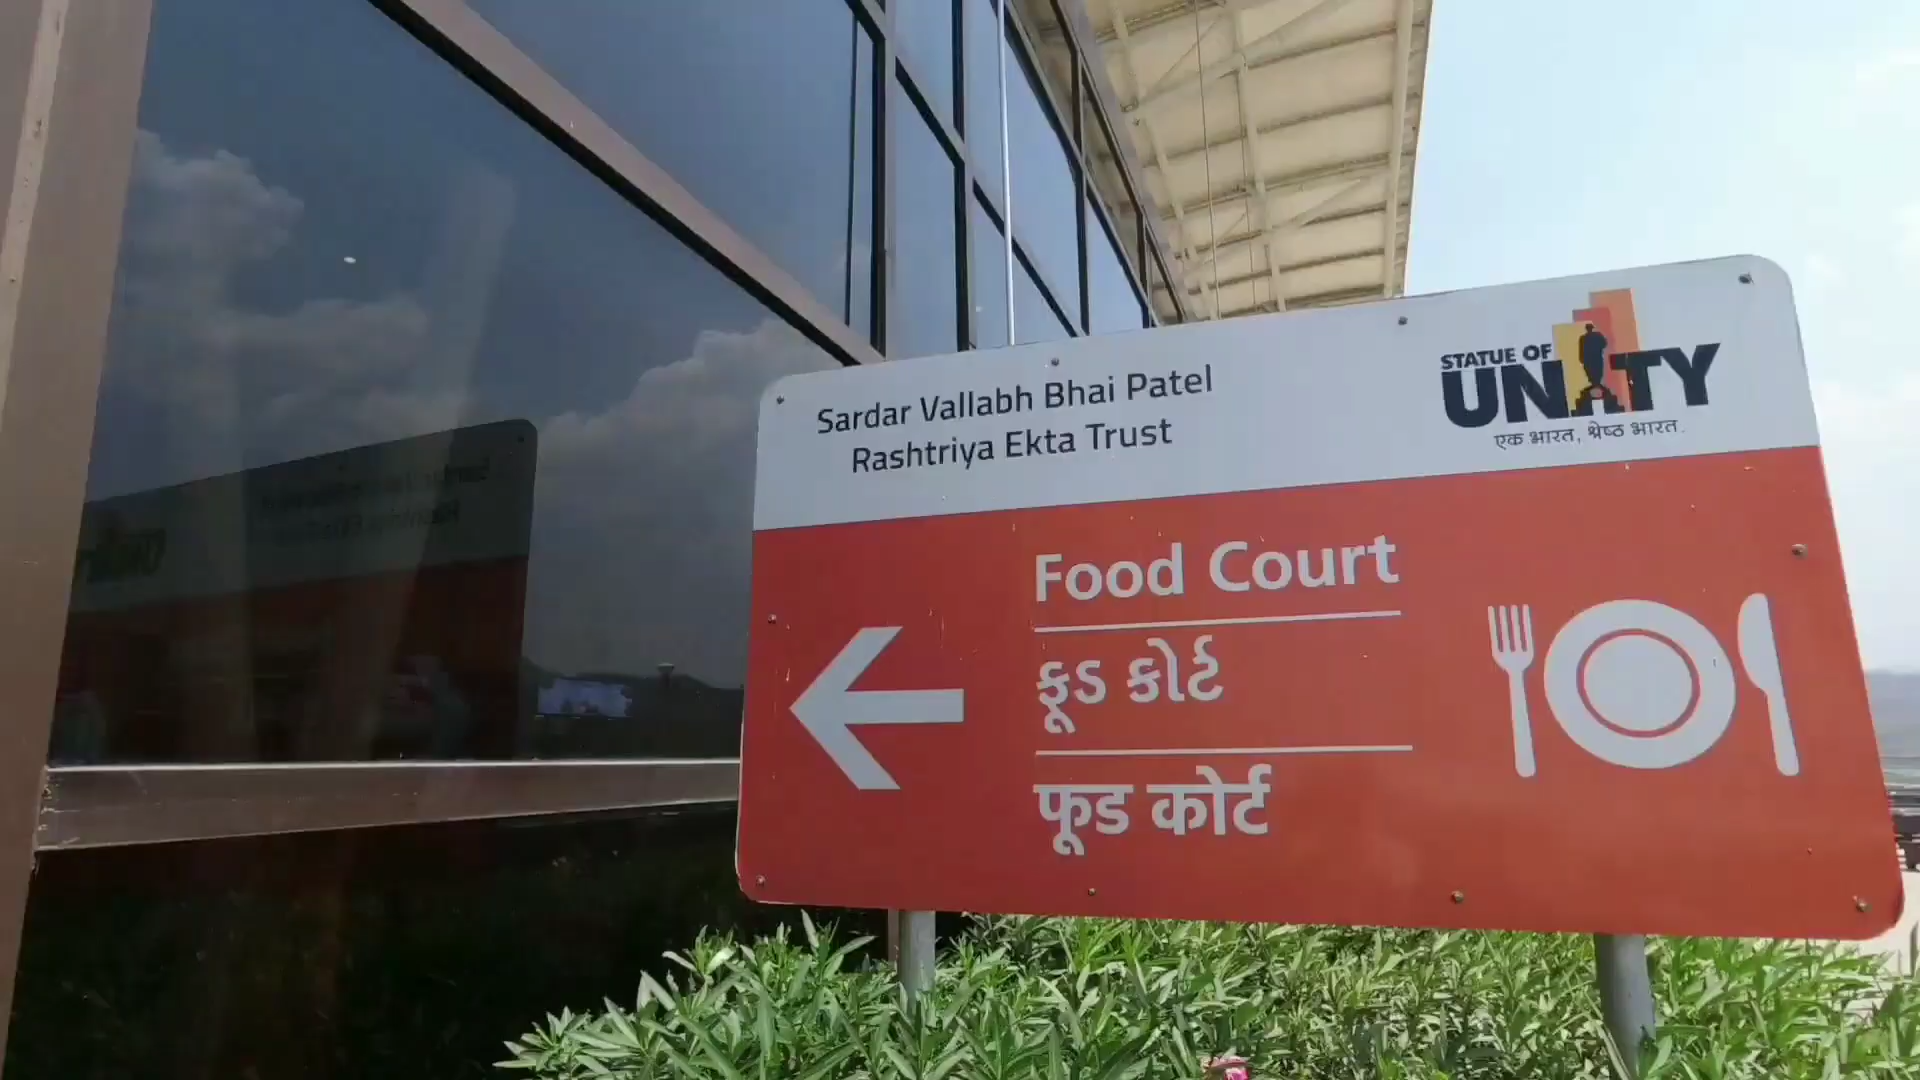 Sardar Vallabh Bhai Patel
Rashtriya Ekta Trust
STATUE OF
UNITY
एक भारत, श्रेष्ठ भारत.
Food Court
ફૂડ કોર્ટ
फूड कोर्ट